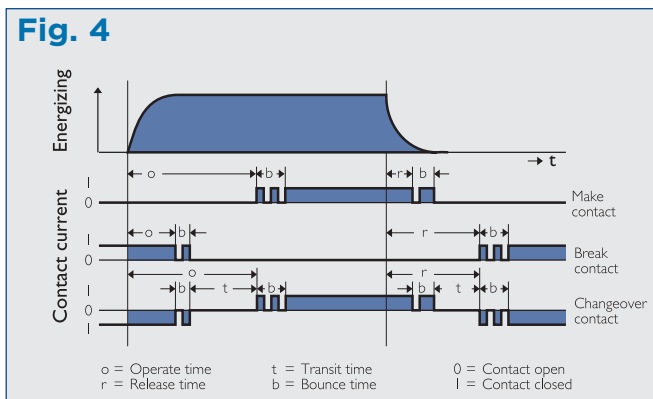 Fig. 4
Energizing
t
o b r b
Make
contact
I
0
o b r b
Break
contact
I
0
o r
b t b b t b
Changeover
contact
I
0
I
Contact current
o = Operate time t = Transit time 0 = Contact open
r = Release time b = Bounce time I = Contact closed